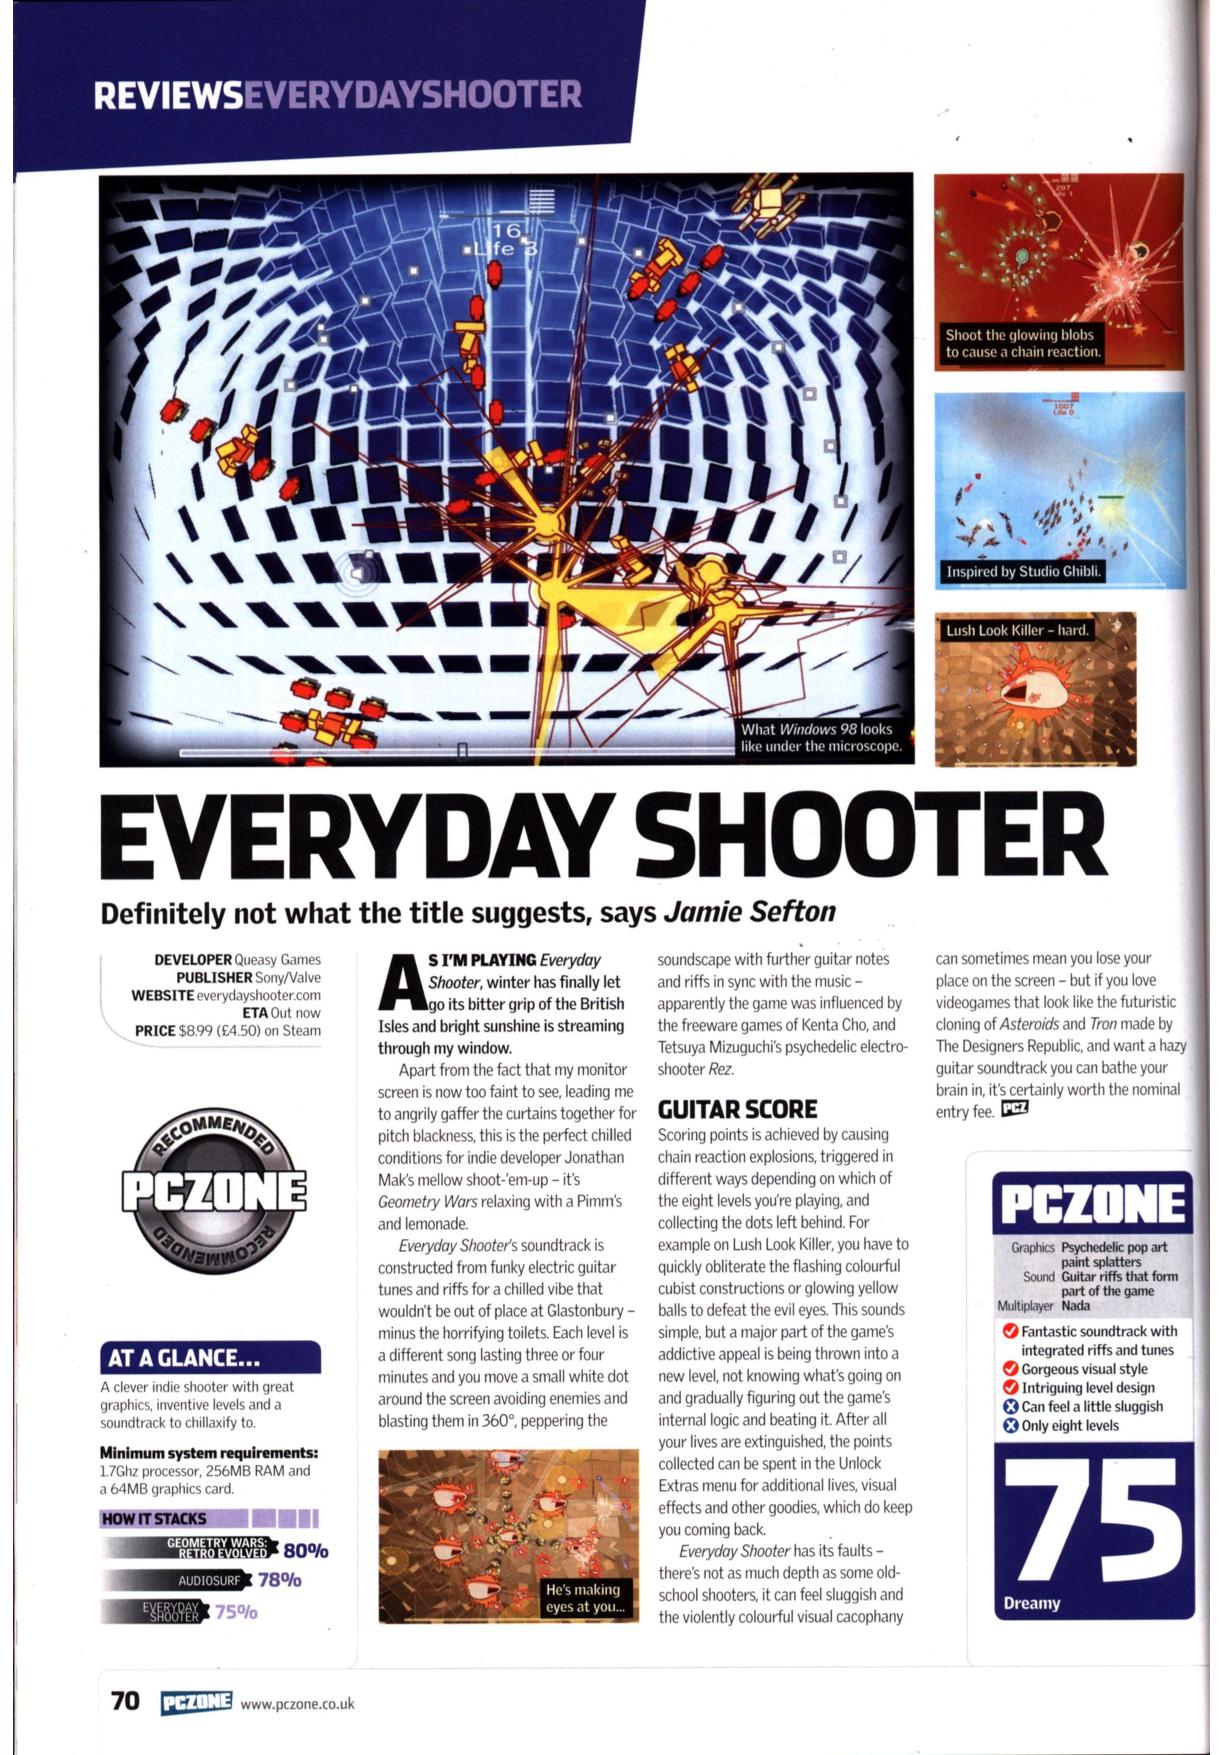 REVIEWSEVERYDAYSHOOTER
16
Life 3
What Windows 98 looks
like under the microscope.
297
Life 1
Shoot the glowing blobs
to cause a chain reaction.
1007
Life 0
Inspired by Studio Ghibli.
Lush Look Killer – hard.
EVERYDAY SHOOTER
Definitely not what the title suggests, says Jamie Sefton
DEVELOPER Queasy Games
PUBLISHER Sony/Valve
WEBSITE everydayshooter.com
ETA Out now
PRICE $8.99 (£4.50) on Steam
RECOMMENDED
PCZONE
RECOMMENDED
AT A GLANCE...
A clever indie shooter with great
graphics, inventive levels and a
soundtrack to chillaxify to.
Minimum system requirements:
1.7Ghz processor, 256MB RAM and
a 64MB graphics card.
HOW IT STACKS
GEOMETRY WARS:
RETRO EVOLVED 80%
AUDIOSURF 78%
EVERYDAY
SHOOTER 75%
AS I'M PLAYING Everyday
Shooter, winter has finally let
go its bitter grip of the British
Isles and bright sunshine is streaming
through my window.
Apart from the fact that my monitor
screen is now too faint to see, leading me
to angrily gaffer the curtains together for
pitch blackness, this is the perfect chilled
conditions for indie developer Jonathan
Mak's mellow shoot-'em-up – it's
Geometry Wars relaxing with a Pimm's
and lemonade.
Everyday Shooter's soundtrack is
constructed from funky electric guitar
tunes and riffs for a chilled vibe that
wouldn't be out of place at Glastonbury –
minus the horrifying toilets. Each level is
a different song lasting three or four
minutes and you move a small white dot
around the screen avoiding enemies and
blasting them in 360°, peppering the
He's making
eyes at you...
soundscape with further guitar notes
and riffs in sync with the music –
apparently the game was influenced by
the freeware games of Kenta Cho, and
Tetsuya Mizuguchi's psychedelic electro-
shooter Rez.
GUITAR SCORE
Scoring points is achieved by causing
chain reaction explosions, triggered in
different ways depending on which of
the eight levels you're playing, and
collecting the dots left behind. For
example on Lush Look Killer, you have to
quickly obliterate the flashing colourful
cubist constructions or glowing yellow
balls to defeat the evil eyes. This sounds
simple, but a major part of the game's
addictive appeal is being thrown into a
new level, not knowing what's going on
and gradually figuring out the game's
internal logic and beating it. After all
your lives are extinguished, the points
collected can be spent in the Unlock
Extras menu for additional lives, visual
effects and other goodies, which do keep
you coming back.
Everyday Shooter has its faults –
there's not as much depth as some old-
school shooters, it can feel sluggish and
the violently colourful visual cacophany
can sometimes mean you lose your
place on the screen – but if you love
videogames that look like the futuristic
cloning of Asteroids and Tron made by
The Designers Republic, and want a hazy
guitar soundtrack you can bathe your
brain in, it's certainly worth the nominal
entry fee. PCZ
PCZONE
Graphics Psychedelic pop art
paint splatters
Sound Guitar riffs that form
part of the game
Multiplayer Nada
Fantastic soundtrack with
integrated riffs and tunes
Gorgeous visual style
Intriguing level design
Can feel a little sluggish
Only eight levels
75
Dreamy
70 PCZONE www.pczone.co.uk